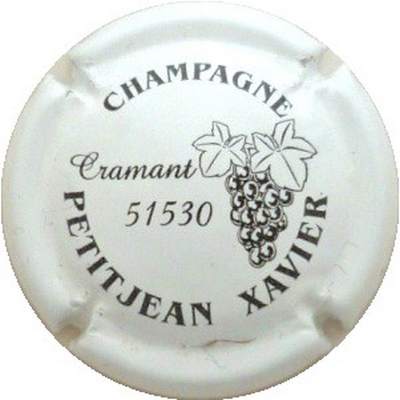 CHAMPAGNE
Cramant
51530
PETITJEAN XAVIER